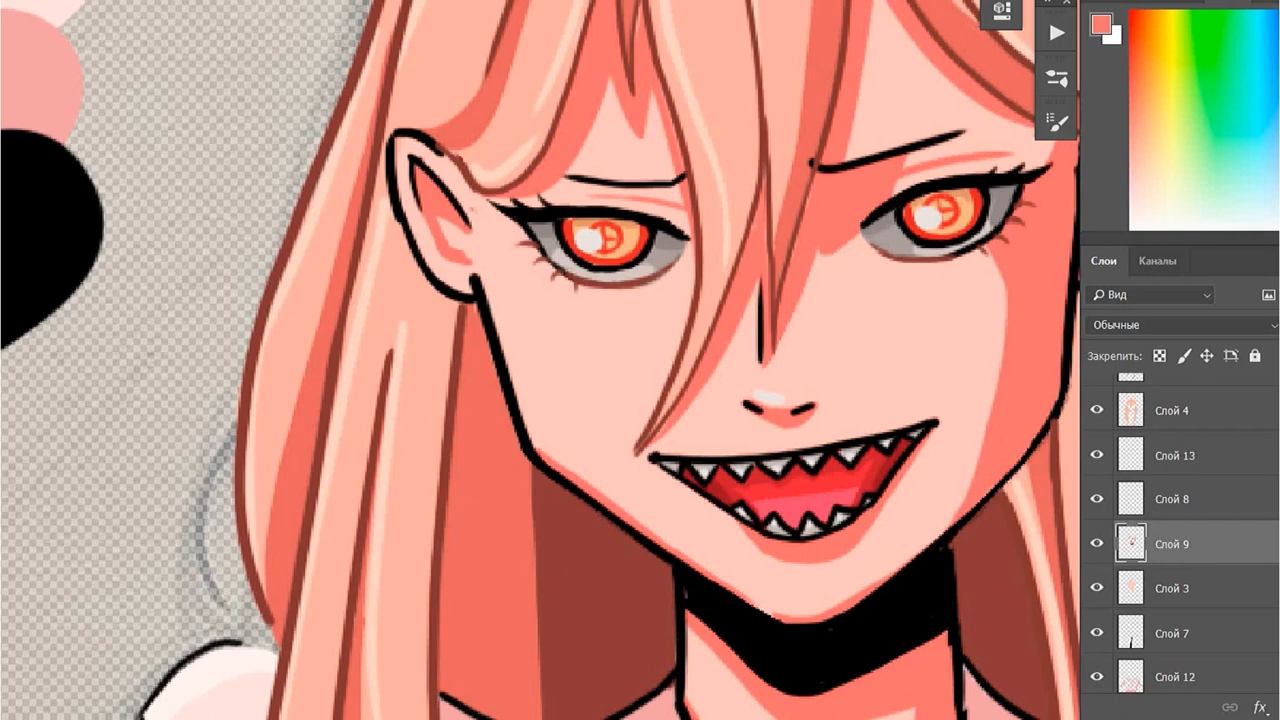 Слои
Каналы
Вид
Обычные
Закрепить:
Слой 4
Слой 13
Слой 8
Слой 9
Слой 3
Слой 7
Слой 12
fx